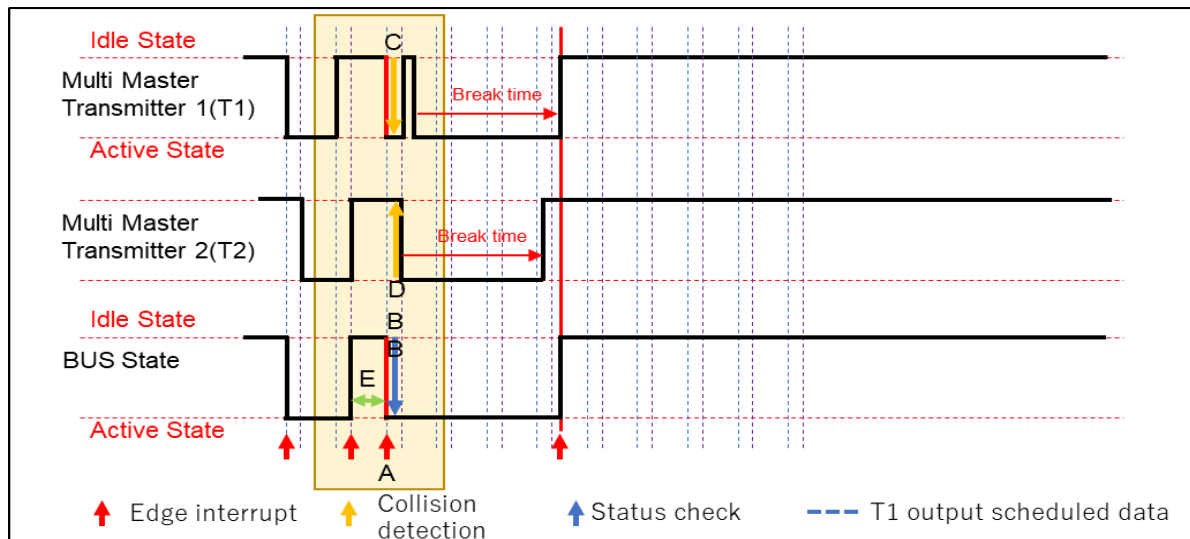 Idle State
C
Multi Master
Transmitter 1(T1)
Break time
Active State
Multi Master
Transmitter 2(T2)
Break time
D
Idle State
B
B
BUS State
E
Active State
A
Edge interrupt
Collision
detection
Status check
T1 output scheduled data